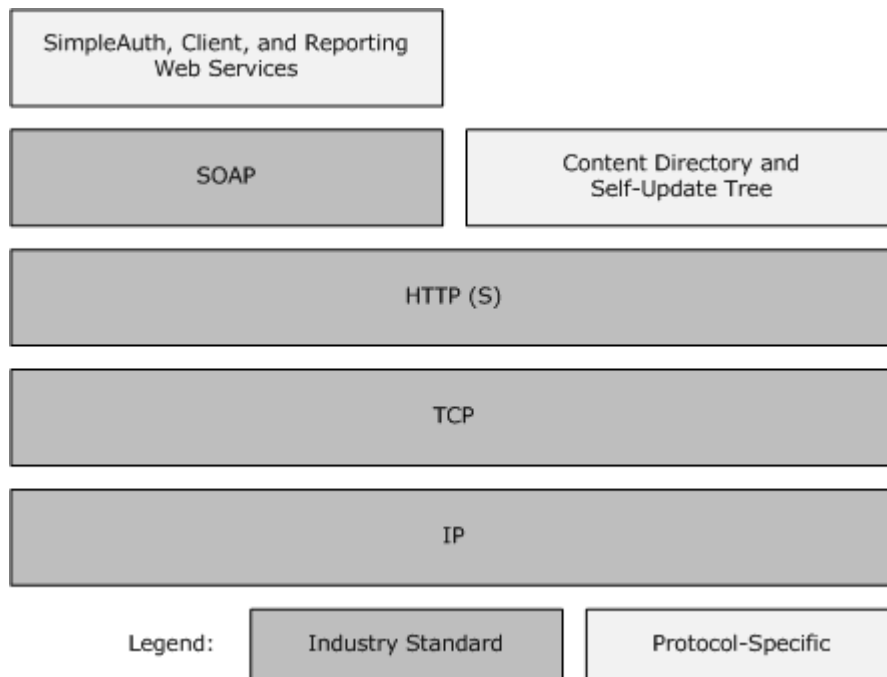 SimpleAuth, Client, and Reporting
Web Services
SOAP
Content Directory and
Self-Update Tree
HTTP (S)
TCP
IP
Legend:
Industry Standard
Protocol-Specific